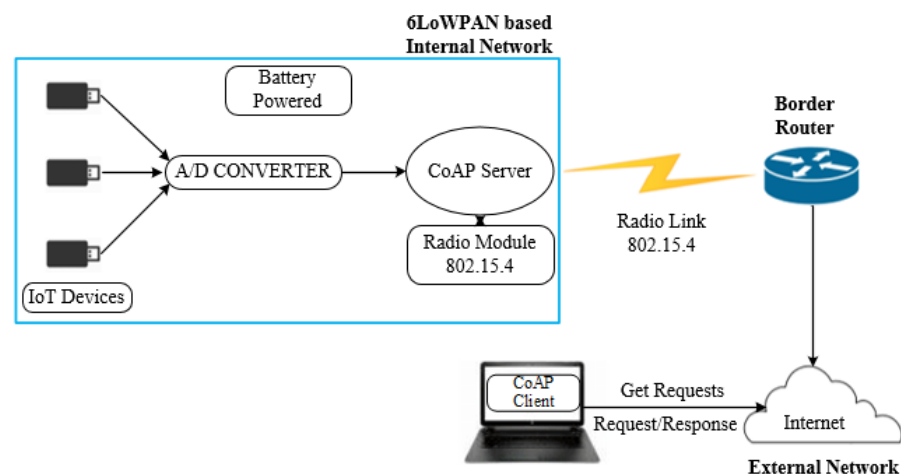 6LoWPAN based
Internal Network
Battery
Powered
Border
Router
A/D CONVERTER
CoAP Server
Radio Link
802.15.4
Radio Module
802.15.4
IoT Devices
CoAP
Client
Get Requests
Request/Response
Internet
External Network